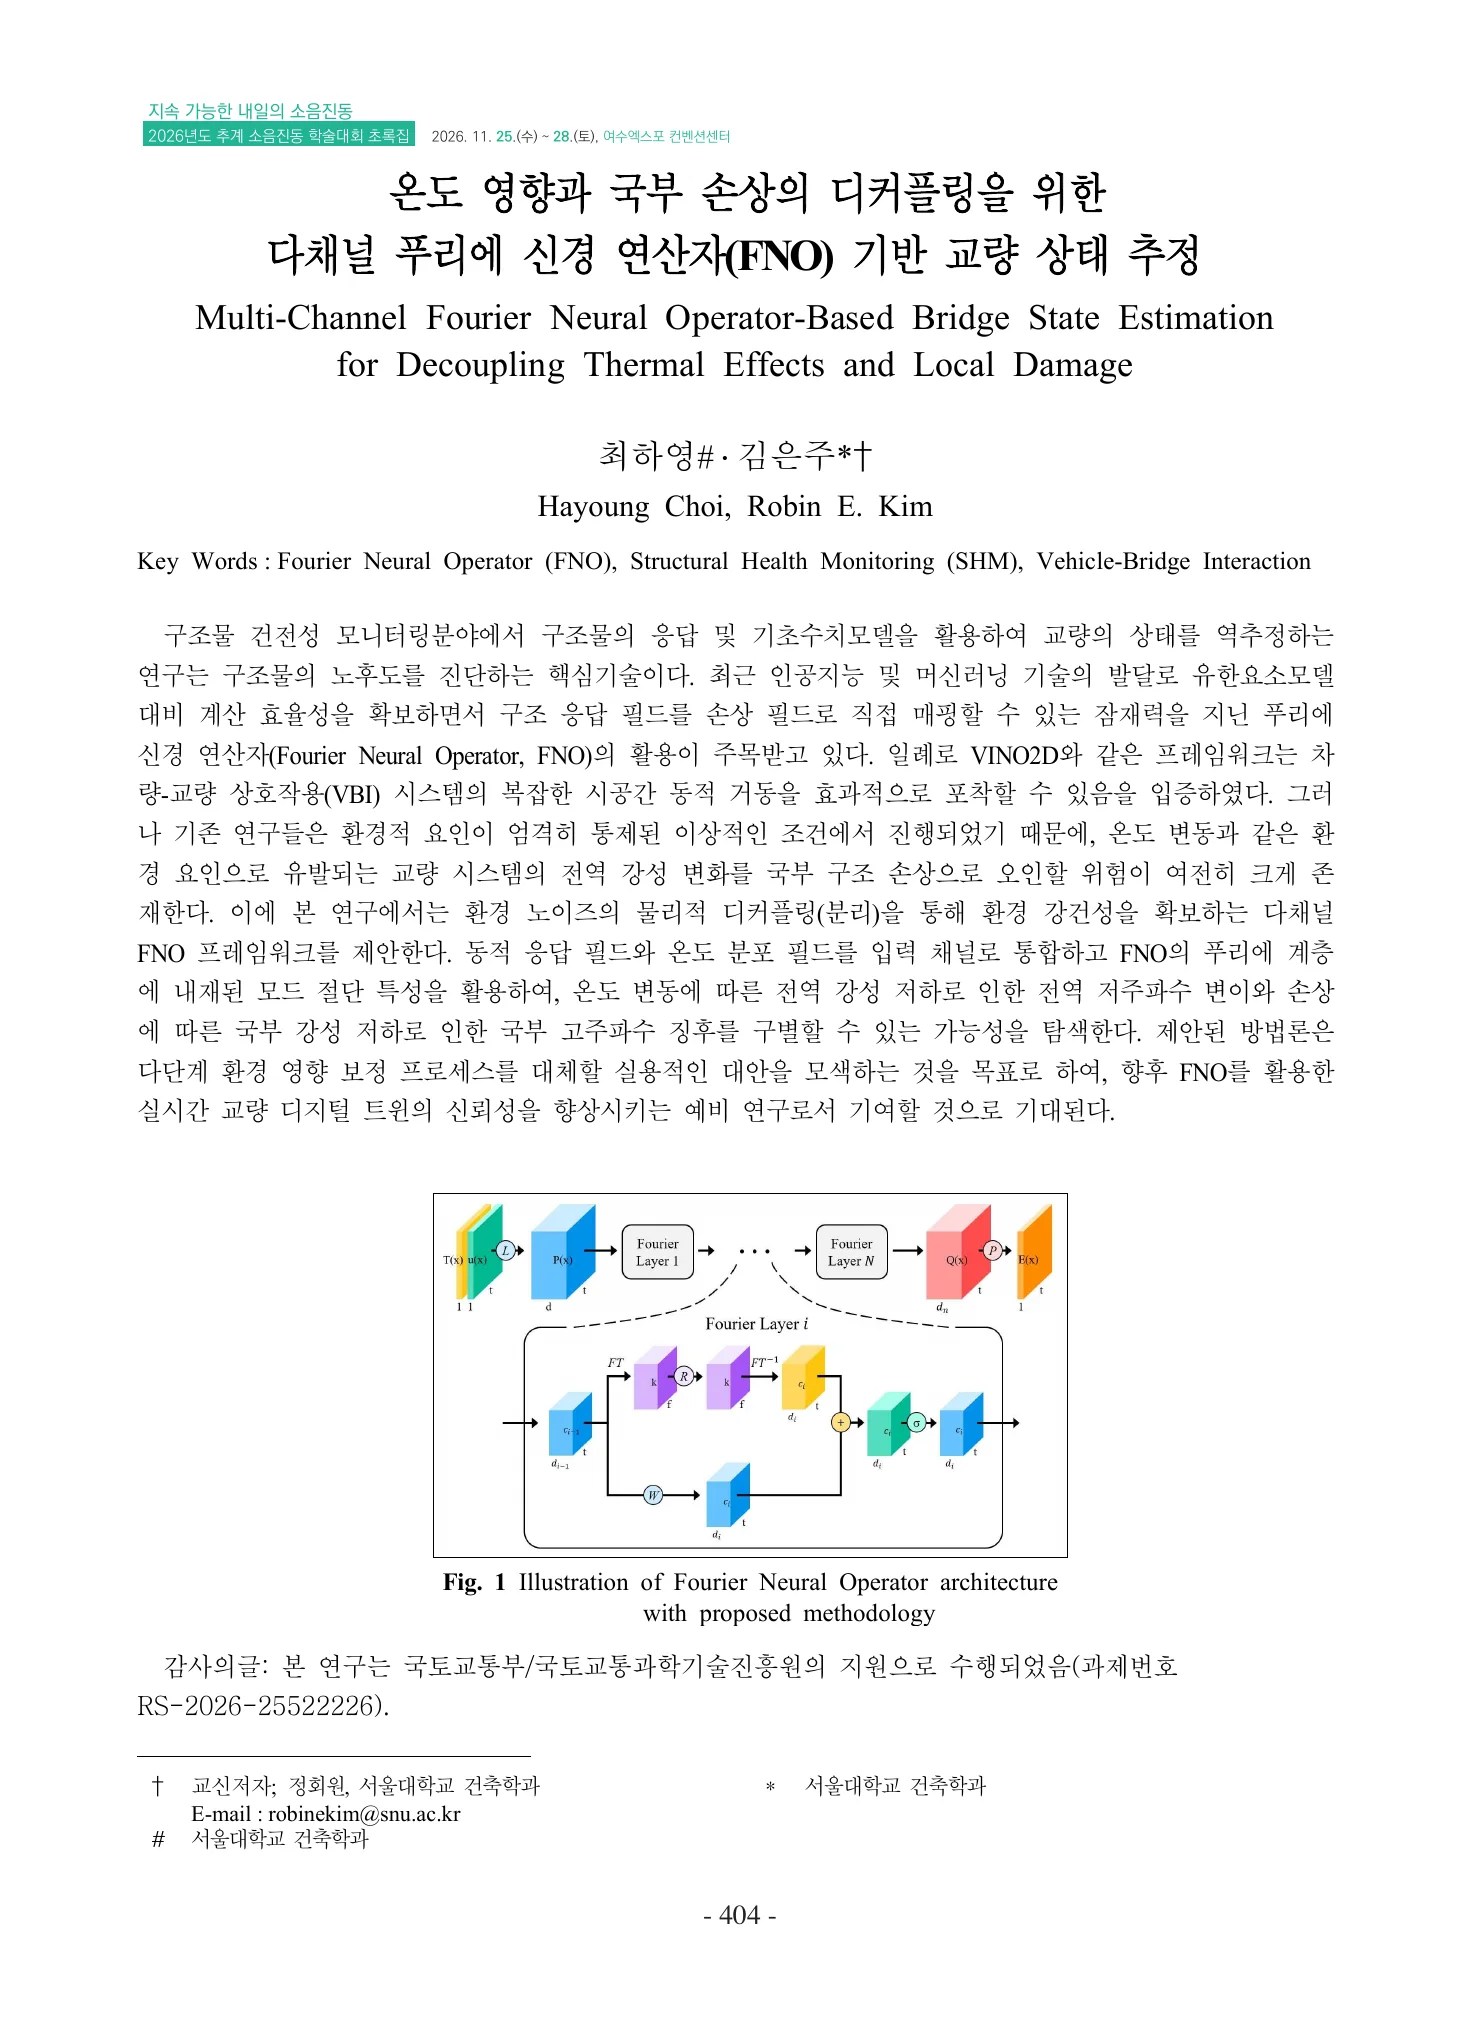 지속 가능한 내일의 소음진동
2026년도 추계 소음진동 학술대회 초록집 2026. 11. 25.(수) ~ 28.(토), 여수엑스포 컨벤션센터
온도 영향과 국부 손상의 디커플링을 위한
다채널 푸리에 신경 연산자(FNO) 기반 교량 상태 추정
Multi-Channel Fourier Neural Operator-Based Bridge State Estimation
for Decoupling Thermal Effects and Local Damage
최하영#·김은주*†
Hayoung Choi, Robin E. Kim
Key Words : Fourier Neural Operator (FNO), Structural Health Monitoring (SHM), Vehicle-Bridge Interaction
구조물 건전성 모니터링분야에서 구조물의 응답 및 기초수치모델을 활용하여 교량의 상태를 역추정하는
연구는 구조물의 노후도를 진단하는 핵심기술이다. 최근 인공지능 및 머신러닝 기술의 발달로 유한요소모델
대비 계산 효율성을 확보하면서 구조 응답 필드를 손상 필드로 직접 매핑할 수 있는 잠재력을 지닌 푸리에
신경 연산자(Fourier Neural Operator, FNO)의 활용이 주목받고 있다. 일례로 VINO2D와 같은 프레임워크는 차
량-교량 상호작용(VBI) 시스템의 복잡한 시공간 동적 거동을 효과적으로 포착할 수 있음을 입증하였다. 그러
나 기존 연구들은 환경적 요인이 엄격히 통제된 이상적인 조건에서 진행되었기 때문에, 온도 변동과 같은 환
경 요인으로 유발되는 교량 시스템의 전역 강성 변화를 국부 구조 손상으로 오인할 위험이 여전히 크게 존
재한다. 이에 본 연구에서는 환경 노이즈의 물리적 디커플링(분리)을 통해 환경 강건성을 확보하는 다채널
FNO 프레임워크를 제안한다. 동적 응답 필드와 온도 분포 필드를 입력 채널로 통합하고 FNO의 푸리에 계층
에 내재된 모드 절단 특성을 활용하여, 온도 변동에 따른 전역 강성 저하로 인한 전역 저주파수 변이와 손상
에 따른 국부 강성 저하로 인한 국부 고주파수 징후를 구별할 수 있는 가능성을 탐색한다. 제안된 방법론은
다단계 환경 영향 보정 프로세스를 대체할 실용적인 대안을 모색하는 것을 목표로 하여, 향후 FNO를 활용한
실시간 교량 디지털 트윈의 신뢰성을 향상시키는 예비 연구로서 기여할 것으로 기대된다.
T(x) u(x) t 1 1 L P(x) t d Fourier Layer 1 ··· Fourier Layer N Q(x) t dₙ P E(x) t 1
Fourier Layer i
FT k f R k f FT⁻¹ cᵢ t dᵢ
cᵢ₋₁ t dᵢ₋₁ + cᵢ t dᵢ σ cᵢ t dᵢ
W cᵢ t dᵢ
Fig. 1 Illustration of Fourier Neural Operator architecture
with proposed methodology
감사의글: 본 연구는 국토교통부/국토교통과학기술진흥원의 지원으로 수행되었음(과제번호
RS-2026-25522226).
† 교신저자; 정회원, 서울대학교 건축학과
E-mail : robinekim@snu.ac.kr
# 서울대학교 건축학과
* 서울대학교 건축학과
- 404 -